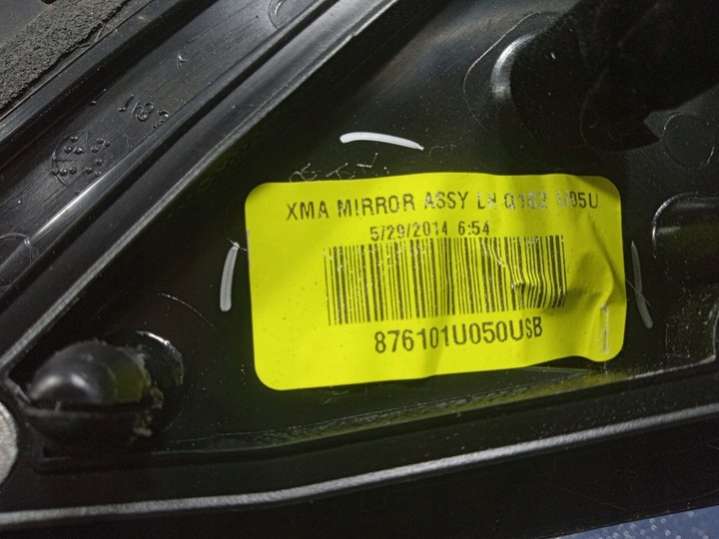 XMA MIRROR ASSY LH
5/29/2014 6:54
876101U050USB